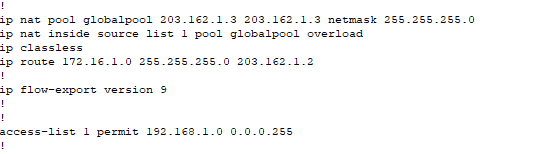 !
ip nat pool globalpool 203.162.1.3 203.162.1.3 netmask 255.255.255.0
ip nat inside source list 1 pool globalpool overload
ip classless
ip route 172.16.1.0 255.255.255.0 203.162.1.2
!
ip flow-export version 9
!
!
access-list 1 permit 192.168.1.0 0.0.0.255
!